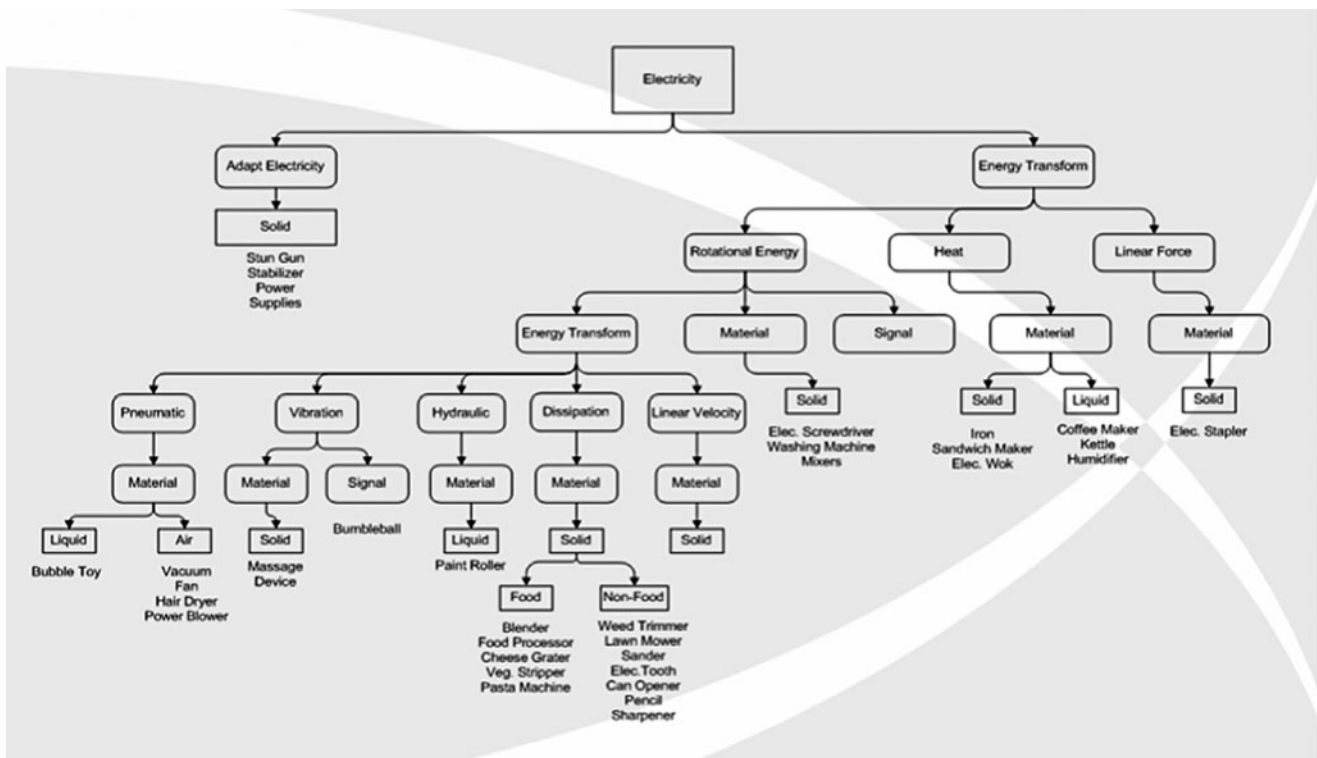 Electricity
Adapt Electricity
Energy Transform
Solid
Stun Gun
Stabilizer
Power
Supplies
Rotational Energy
Heat
Linear Force
Energy Transform
Material
Signal
Material
Material
Pneumatic
Vibration
Hydraulic
Dissipation
Linear Velocity
Solid
Elec. Screwdriver
Washing Machine
Mixers
Solid
Iron
Sandwich Maker
Elec. Wok
Liquid
Coffee Maker
Kettle
Humidifier
Solid
Elec. Stapler
Material
Material
Signal
Bumbleball
Material
Material
Material
Liquid
Bubble Toy
Air
Vacuum
Fan
Hair Dryer
Power Blower
Solid
Massage
Device
Liquid
Paint Roller
Solid
Solid
Food
Blender
Food Processor
Cheese Grater
Veg. Stripper
Pasta Machine
Non-Food
Weed Trimmer
Lawn Mower
Sander
Elec.Tooth
Can Opener
Pencil
Sharpener